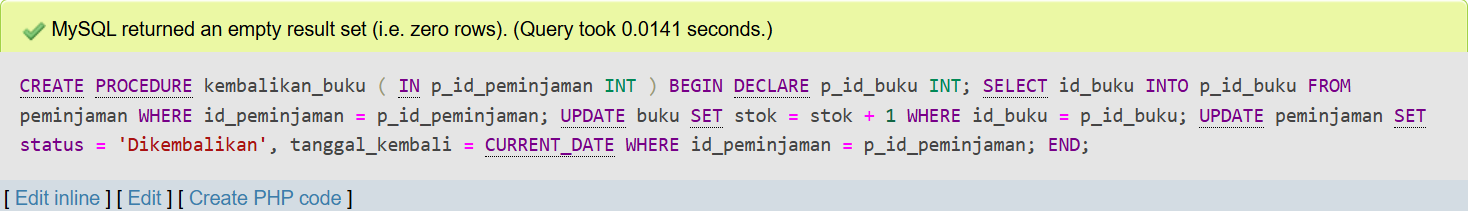 MySQL returned an empty result set (i.e. zero rows). (Query took 0.0141 seconds.)
CREATE PROCEDURE kembalikan_buku ( IN p_id_peminjaman INT ) BEGIN DECLARE p_id_buku INT; SELECT id_buku INTO p_id_buku FROM
peminjaman WHERE id_peminjaman = p_id_peminjaman; UPDATE buku SET stok = stok + 1 WHERE id_buku = p_id_buku; UPDATE peminjaman SET
status = 'Dikembalikan', tanggal_kembali = CURRENT_DATE WHERE id_peminjaman = p_id_peminjaman; END;
[ Edit inline ] [ Edit ] [ Create PHP code ]